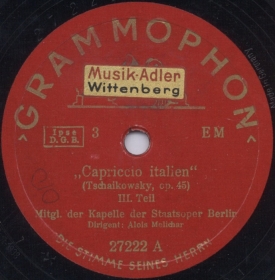 GRAMMOPHON
Musik-Adler
Wittenberg
3
EM
„Capriccio italien“
(Tschaikowsky, op. 45)
III. Teil
Mitgl. der Kapelle der Staatsoper Berlin
Dirigent: Alois Melichar
27222 A
DIE STIMME SEINES HERRN